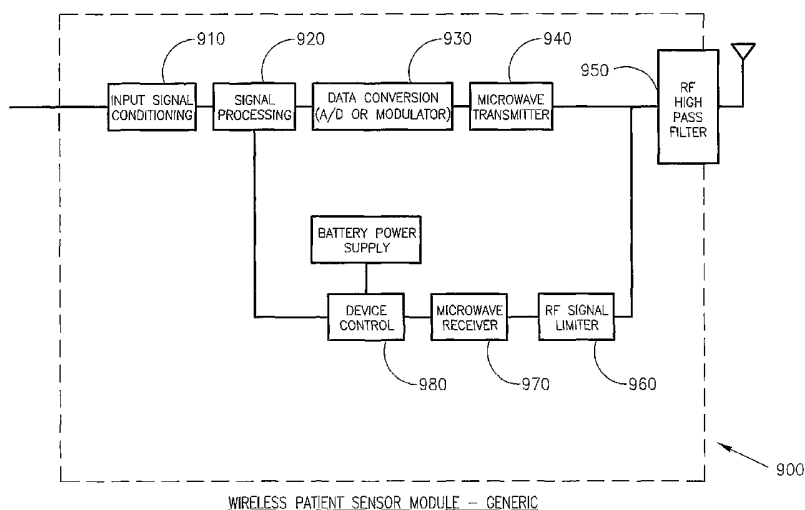 910
920
930
940
950
INPUT SIGNAL
CONDITIONING
SIGNAL
PROCESSING
DATA CONVERSION
(A/D OR MODULATOR)
MICROWAVE
TRANSMITTER
RF
HIGH
PASS
FILTER
BATTERY POWER
SUPPLY
DEVICE
CONTROL
MICROWAVE
RECEIVER
RF SIGNAL
LIMITER
980
970
960
900
WIRELESS PATIENT SENSOR MODULE – GENERIC